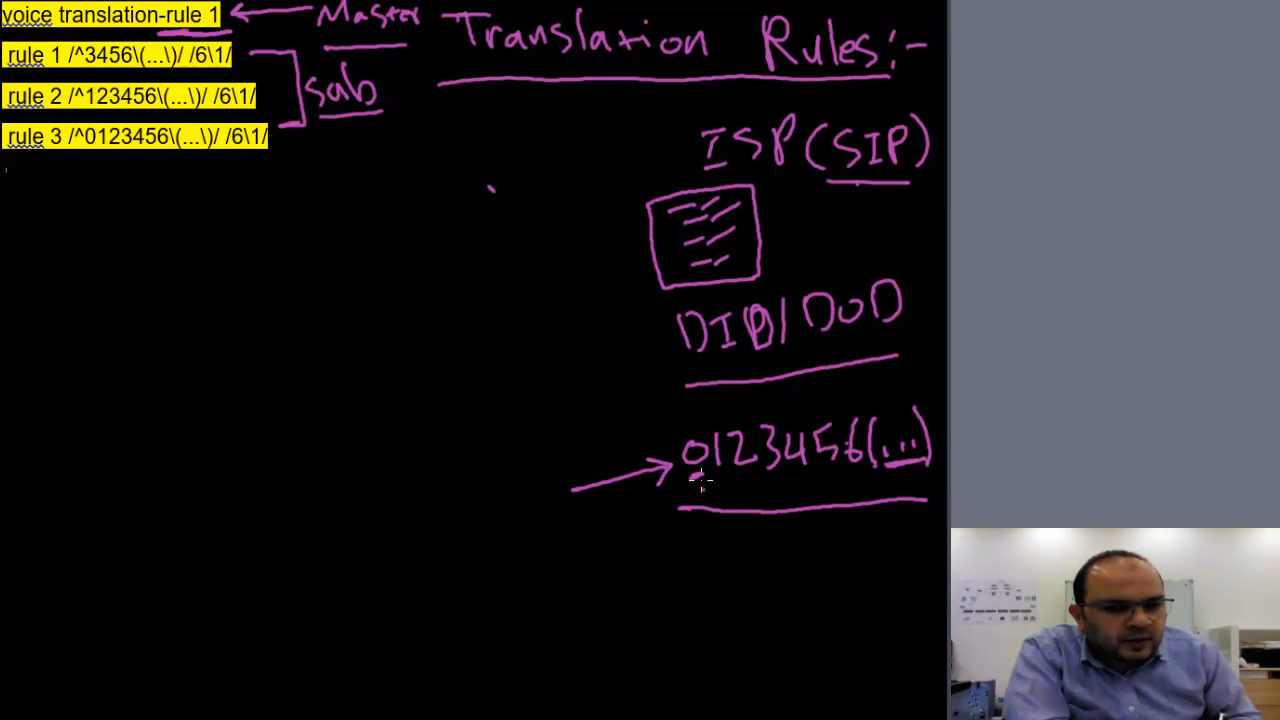 voice translation-rule 1
rule 1 /^3456\(...\)/ /6\1/
rule 2 /^123456\(...\)/ /6\1/
rule 3 /^0123456\(...\)/ /6\1/
Master
sab
Translation Rules:-
ISP (SIP)
DID/DOD
0123456(...)